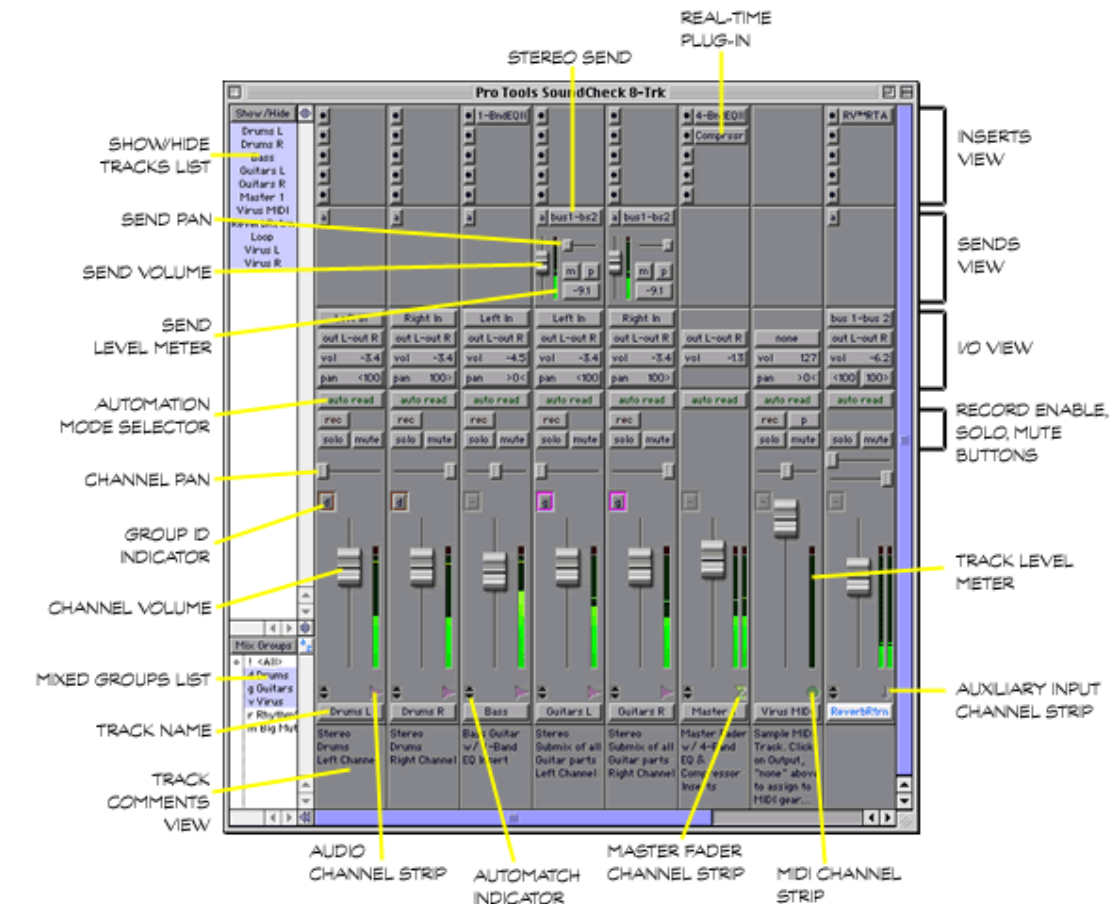 REAL-TIME
PLUG-IN
STEREO SEND
Pro Tools SoundCheck 8-Trk
Show/Hide
Drums L
Drums R
Bass
Guitars L
Guitars R
Master 1
Virus MIDI
Loop
Virus L
Virus R
1-BndEQII
4-BndEQII
Comprssr
RV™RTA
SHOW/HIDE
TRACKS LIST
SEND PAN
SEND VOLUME
SEND
LEVEL METER
AUTOMATION
MODE SELECTOR
CHANNEL PAN
GROUP ID
INDICATOR
CHANNEL VOLUME
MIXED GROUPS LIST
TRACK NAME
TRACK
COMMENTS
VIEW
INSERTS
VIEW
SENDS
VIEW
I/O VIEW
RECORD ENABLE,
SOLO, MUTE
BUTTONS
TRACK LEVEL
METER
AUXILIARY INPUT
CHANNEL STRIP
a a a a bus1-bs2 a bus1-bs2 a a
m p m p
-9.1 -9.1
Left In Right In Left In Left In Right In bus 1-bus 2
out L-out R out L-out R out L-out R out L-out R out L-out R out L-out R none out L-out R
vol -3.4 vol -3.4 vol -4.5 vol -3.4 vol -3.4 vol -1.3 vol 127 vol -6.2
pan <100 pan 100> pan >0< pan <100 pan 100> pan >0< <100 100>
auto read auto read auto read auto read auto read auto read auto read auto read
rec rec rec rec rec rec p
solo mute solo mute solo mute solo mute solo mute solo mute solo mute
d d - g g - - -
Mix Groups
! <All>
d Drums
g Guitars
v Virus
Drums L Drums R Bass Guitars L Guitars R Master Virus MIDI ReverbRtrn
Stereo
Drums
Left Channel
Stereo
Drums
Right Channel
Bass Guitar
w/ -Band
EQ Insert
Stereo
Submix of all
Guitar parts
Left Channel
Stereo
Submix of all
Guitar parts
Right Channel
Master Fader
w/ 4-Band
EQ &
Compressor
Inserts
Sample MIDI
Track. Click
on Output,
"none" above
to assign to
MIDI gear...
AUDIO
CHANNEL STRIP
AUTOMATCH
INDICATOR
MASTER FADER
CHANNEL STRIP
MIDI CHANNEL
STRIP